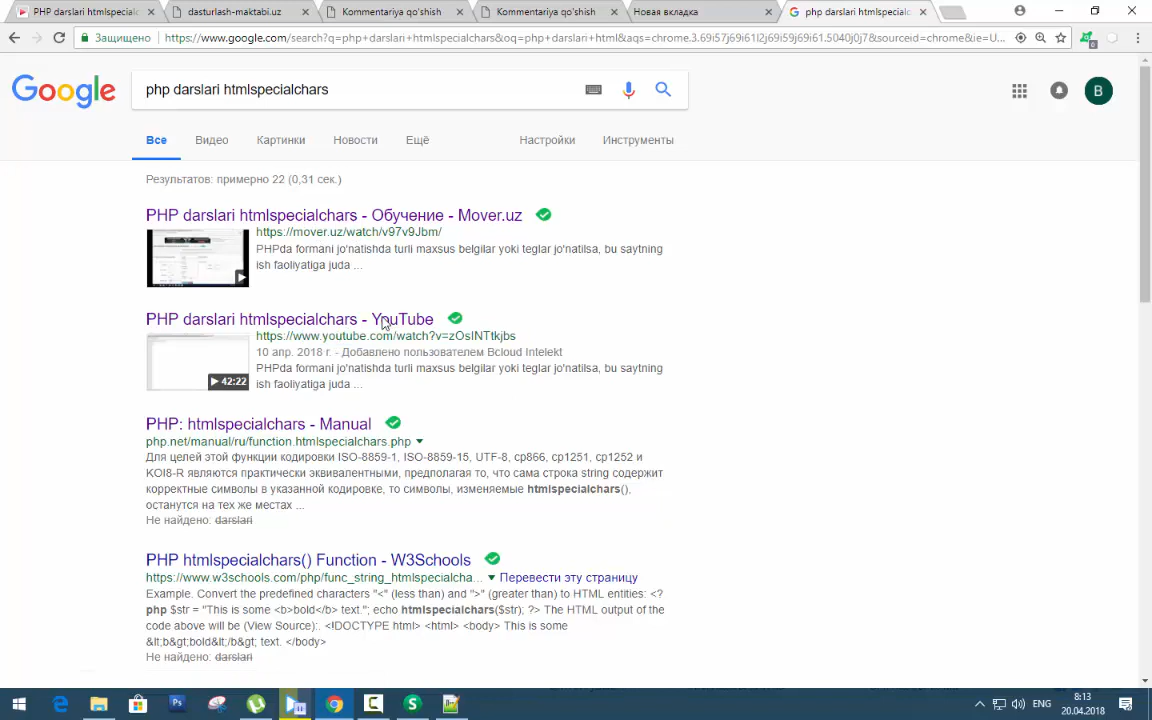 PHP darslari htmlspecial
dasturlash-maktabi.uz
Kommentariya qo'shish
Kommentariya qo'shish
Новая вкладка
php darslari htmlspecialc
Защищено
https://www.google.com/search?q=php+darslari+htmlspecialchars&oq=php+darslari+html&aqs=chrome.3.69i57j69i61l2j69i59j69i61.5040j0j7&sourceid=chrome&ie=U...
6
Google
php darslari htmlspecialchars
B
Все
Видео
Картинки
Новости
Ещё
Настройки
Инструменты
Результатов: примерно 22 (0,31 сек.)
PHP darslari htmlspecialchars - Обучение - Mover.uz
https://mover.uz/watch/v97v9Jbm/
PHPda formani jo'natishda turli maxsus belgilar yoki teglar jo'natilsa, bu saytning
ish faoliyatiga juda ...
PHP darslari htmlspecialchars - YouTube
https://www.youtube.com/watch?v=zOsINTtkjbs
10 апр. 2018 г. - Добавлено пользователем Bcloud Intelekt
PHPda formani jo'natishda turli maxsus belgilar yoki teglar jo'natilsa, bu saytning
42:22
ish faoliyatiga juda ...
PHP: htmlspecialchars - Manual
php.net/manual/ru/function.htmlspecialchars.php
Для целей этой функции кодировки ISO-8859-1, ISO-8859-15, UTF-8, cp866, cp1251, cp1252 и
KOI8-R являются практически эквивалентными, предполагая то, что сама строка string содержит
корректные символы в указанной кодировке, то символы, изменяемые htmlspecialchars(),
останутся на тех же местах ...
Не найдено: darslari
PHP htmlspecialchars() Function - W3Schools
https://www.w3schools.com/php/func_string_htmlspecialcha... Перевести эту страницу
Example. Convert the predefined characters "<" (less than) and ">" (greater than) to HTML entities: <?
php $str = "This is some <b>bold</b> text."; echo htmlspecialchars($str); ?> The HTML output of the
code above will be (View Source):. <!DOCTYPE html> <html> <body> This is some
&lt;b&gt;bold&lt;/b&gt; text. </body>
Не найдено: darslari
Ps
S
ENG
8:13
20.04.2018